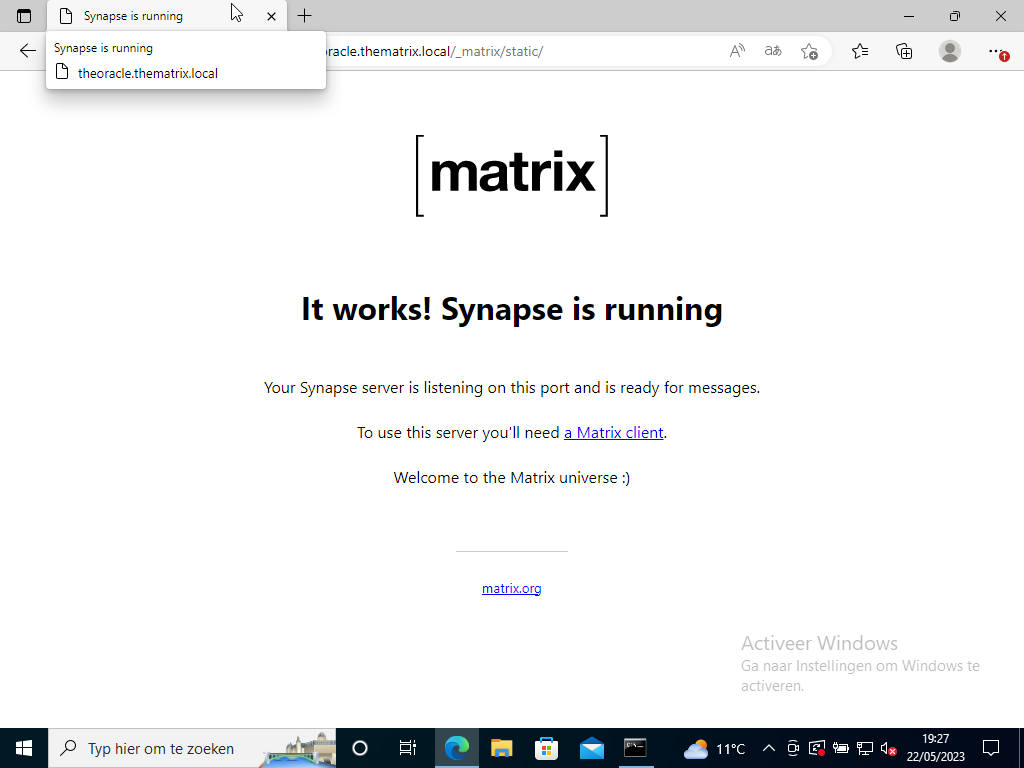 Synapse is running
Synapse is running
theoracle.thematrix.local
oracle.thematrix.local/_matrix/static/
[matrix]
It works! Synapse is running
Your Synapse server is listening on this port and is ready for messages.
To use this server you'll need a Matrix client.
Welcome to the Matrix universe :)
matrix.org
Activeer Windows
Ga naar Instellingen om Windows te
activeren.
Typ hier om te zoeken
11°C
19:27
22/05/2023